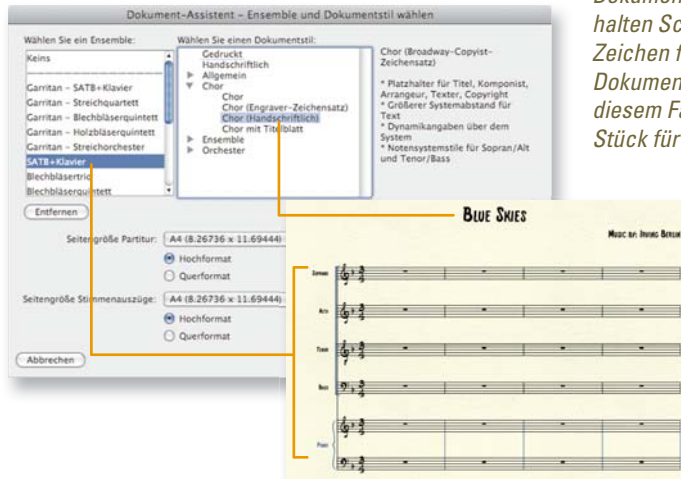 Dokument-Assistent – Ensemble und Dokumentstil wählen
Wählen Sie ein Ensemble:
Keins
Garritan – SATB+Klavier
Garritan – Streichquartett
Garritan – Blechbläserquintett
Garritan – Holzbläserquintett
Garritan – Streichorchester
SATB+Klavier
Blechbläsertrio
Blechbläserquintett
Entfernen
Wählen Sie einen Dokumentstil:
Gedruckt
Handschriftlich
Allgemein
Chor
Chor
Chor (Engraver-Zeichensatz)
Chor (Handschriftlich)
Chor mit Titelblatt
Ensemble
Orchester
Chor (Broadway-Copyist-
Zeichensatz)
* Platzhalter für Titel, Komponist,
Arrangeur, Texter, Copyright
* Größerer Systemabstand für
Text
* Dynamikangaben über dem
System
* Notensystemstile für Sopran/Alt
und Tenor/Bass
Seitengröße Partitur: A4 (8.26736 x 11.69444)
Hochformat
Querformat
Seitengröße Stimmenauszüge: A4 (8.26736 x 11.69444)
Hochformat
Querformat
Abbrechen
halten Sc
Zeichen f
Dokumen
diesem Fa
Stück für
Blue Skies
Music by: Irving Berlin
Soprano
Alto
Tenor
Bass
Piano